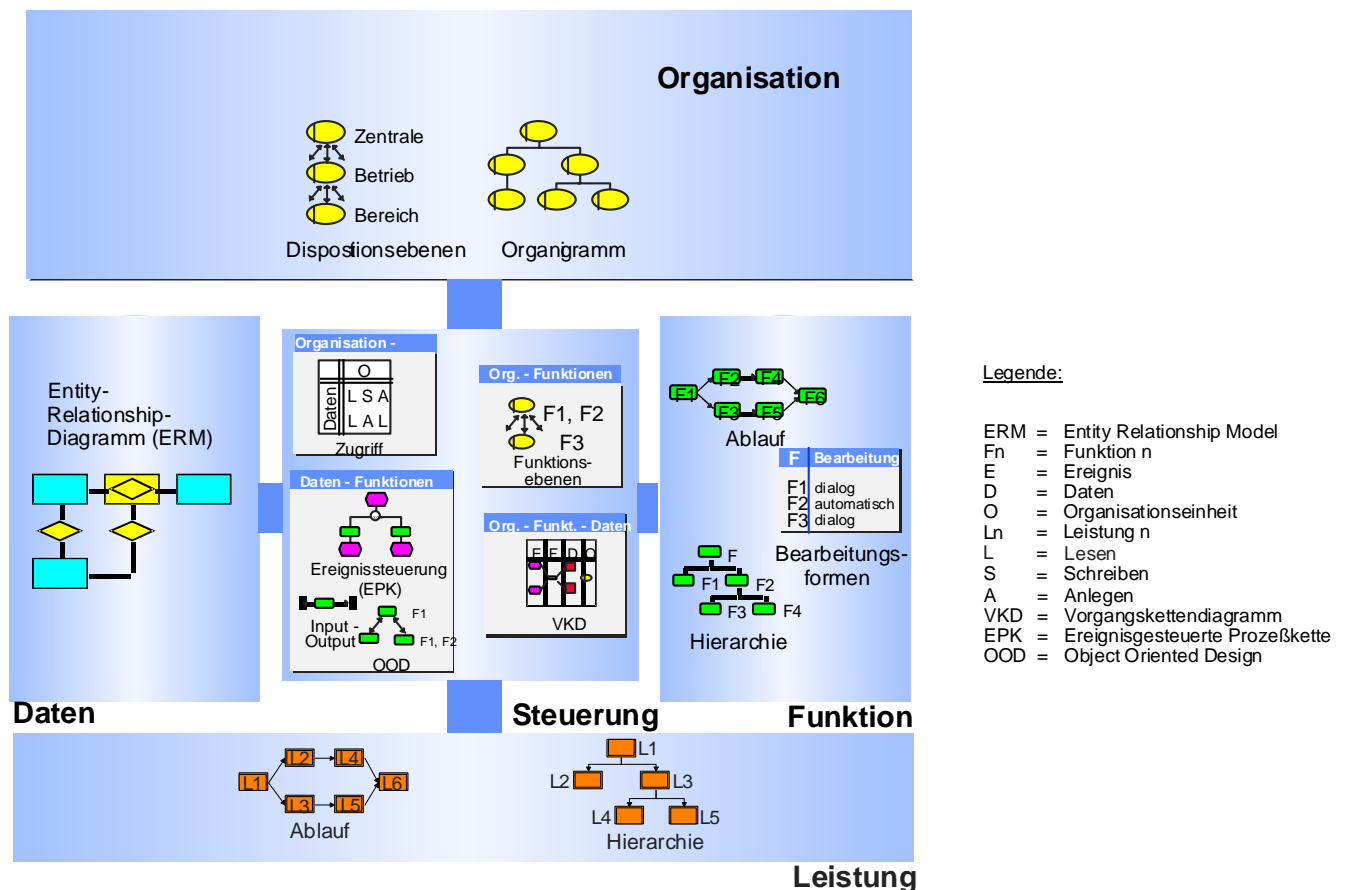 Organisation
Zentrale
Betrieb
Bereich
Dispostionsebenen
Organigramm
Entity-
Relationship-
Diagramm (ERM)
Daten
Organisation -
O
Daten
L S A
L A L
Zugriff
Org. - Funktionen
F1, F2
F3
Funktions-
ebenen
Daten - Funktionen
Ereignissteuerung
(EPK)
Input -
Output
F1
F1, F2
OOD
Org. - Funkt. - Daten
E F D O
VKD
Steuerung
F1
F2
F4
F3
F5
F6
Ablauf
F Bearbeitung
F1 dialog
F2 automatisch
F3 dialog
Bearbeitungs-
formen
F
F1
F2
F3
F4
Hierarchie
Funktion
L1
L2
L4
L3
L5
L6
Ablauf
L1
L2
L3
L4
L5
Hierarchie
Leistung
Legende:
ERM = Entity Relationship Model
Fn = Funktion n
E = Ereignis
D = Daten
O = Organisationseinheit
Ln = Leistung n
L = Lesen
S = Schreiben
A = Anlegen
VKD = Vorgangskettendiagramm
EPK = Ereignisgesteuerte Prozeßkette
OOD = Object Oriented Design